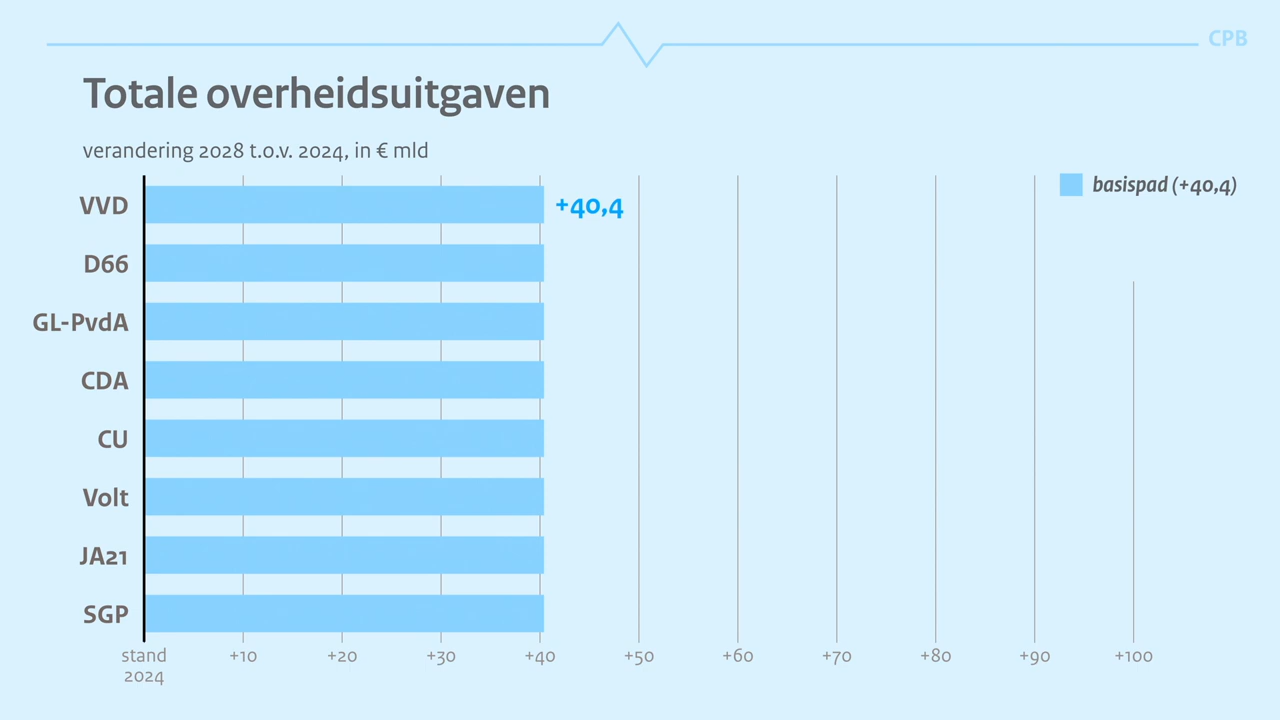 CPB
Totale overheidsuitgaven
verandering 2028 t.o.v. 2024, in € mld
basispad (+40,4)
VVD +40,4
D66
GL-PvdA
CDA
CU
Volt
JA21
SGP
stand 2024 +10 +20 +30 +40 +50 +60 +70 +80 +90 +100